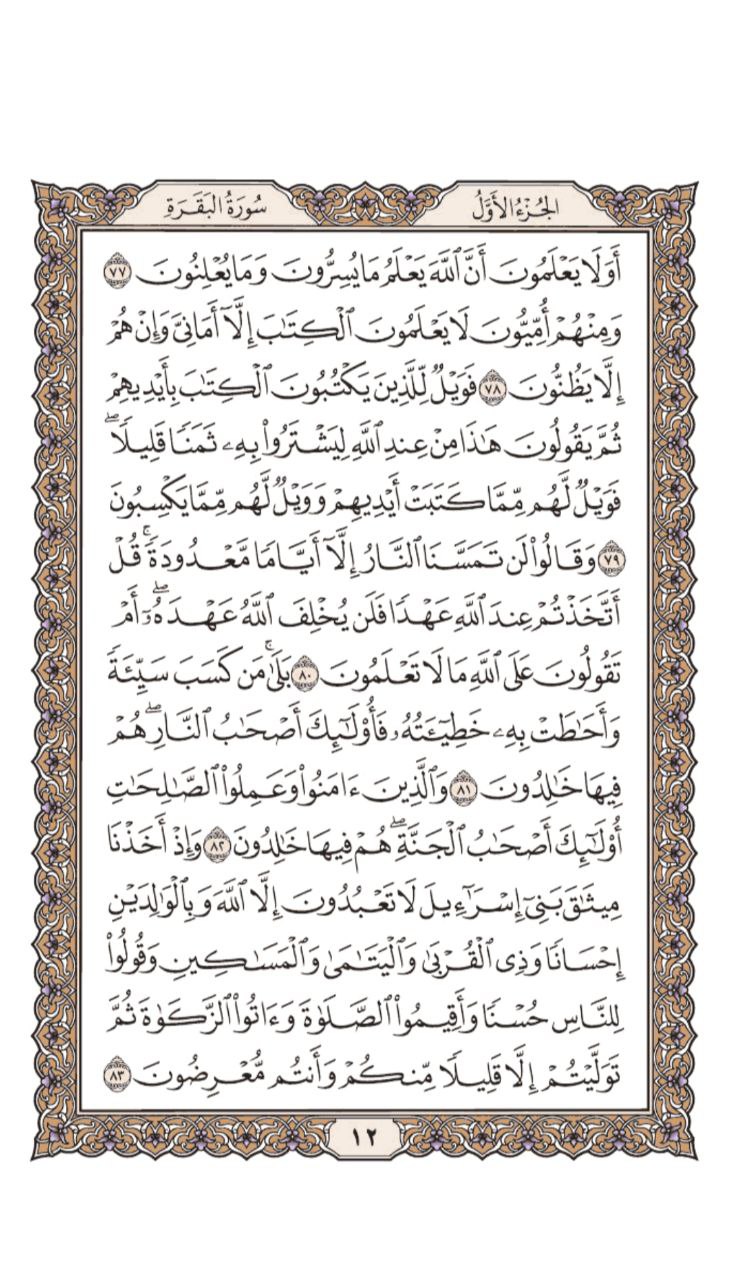 الجُزْءُ الأَوَّلُ
سُورَةُ البَقَرَةِ
أَوَلَا يَعۡلَمُونَ أَنَّ ٱللَّهَ يَعۡلَمُ مَا يُسِرُّونَ وَمَا يُعۡلِنُونَ ٧٧
وَمِنۡهُمۡ أُمِّيُّونَ لَا يَعۡلَمُونَ ٱلۡكِتَٰبَ إِلَّآ أَمَانِيَّ وَإِنۡ هُمۡ
إِلَّا يَظُنُّونَ ٧٨ فَوَيۡلٞ لِّلَّذِينَ يَكۡتُبُونَ ٱلۡكِتَٰبَ بِأَيۡدِيهِمۡ
ثُمَّ يَقُولُونَ هَٰذَا مِنۡ عِندِ ٱللَّهِ لِيَشۡتَرُواْ بِهِۦ ثَمَنٗا قَلِيلٗاۖ
فَوَيۡلٞ لَّهُم مِّمَّا كَتَبَتۡ أَيۡدِيهِمۡ وَوَيۡلٞ لَّهُم مِّمَّا يَكۡسِبُونَ
٧٩ وَقَالُواْ لَن تَمَسَّنَا ٱلنَّارُ إِلَّآ أَيَّامٗا مَّعۡدُودَةٗۚ قُلۡ
أَتَّخَذۡتُمۡ عِندَ ٱللَّهِ عَهۡدٗا فَلَن يُخۡلِفَ ٱللَّهُ عَهۡدَهُۥٓۖ أَمۡ
تَقُولُونَ عَلَى ٱللَّهِ مَا لَا تَعۡلَمُونَ ٨٠ بَلَىٰۚ مَن كَسَبَ سَيِّئَةٗ
وَأَحَٰطَتۡ بِهِۦ خَطِيٓـَٔتُهُۥ فَأُوْلَٰٓئِكَ أَصۡحَٰبُ ٱلنَّارِۖ هُمۡ
فِيهَا خَٰلِدُونَ ٨١ وَٱلَّذِينَ ءَامَنُواْ وَعَمِلُواْ ٱلصَّٰلِحَٰتِ
أُوْلَٰٓئِكَ أَصۡحَٰبُ ٱلۡجَنَّةِۖ هُمۡ فِيهَا خَٰلِدُونَ ٨٢ وَإِذۡ أَخَذۡنَا
مِيثَٰقَ بَنِيٓ إِسۡرَٰٓءِيلَ لَا تَعۡبُدُونَ إِلَّا ٱللَّهَ وَبِٱلۡوَٰلِدَيۡنِ
إِحۡسَانٗا وَذِي ٱلۡقُرۡبَىٰ وَٱلۡيَتَٰمَىٰ وَٱلۡمَسَٰكِينِ وَقُولُواْ
لِلنَّاسِ حُسۡنٗا وَأَقِيمُواْ ٱلصَّلَوٰةَ وَءَاتُواْ ٱلزَّكَوٰةَ ثُمَّ
تَوَلَّيۡتُمۡ إِلَّا قَلِيلٗا مِّنكُمۡ وَأَنتُم مُّعۡرِضُونَ ٨٣
١٢